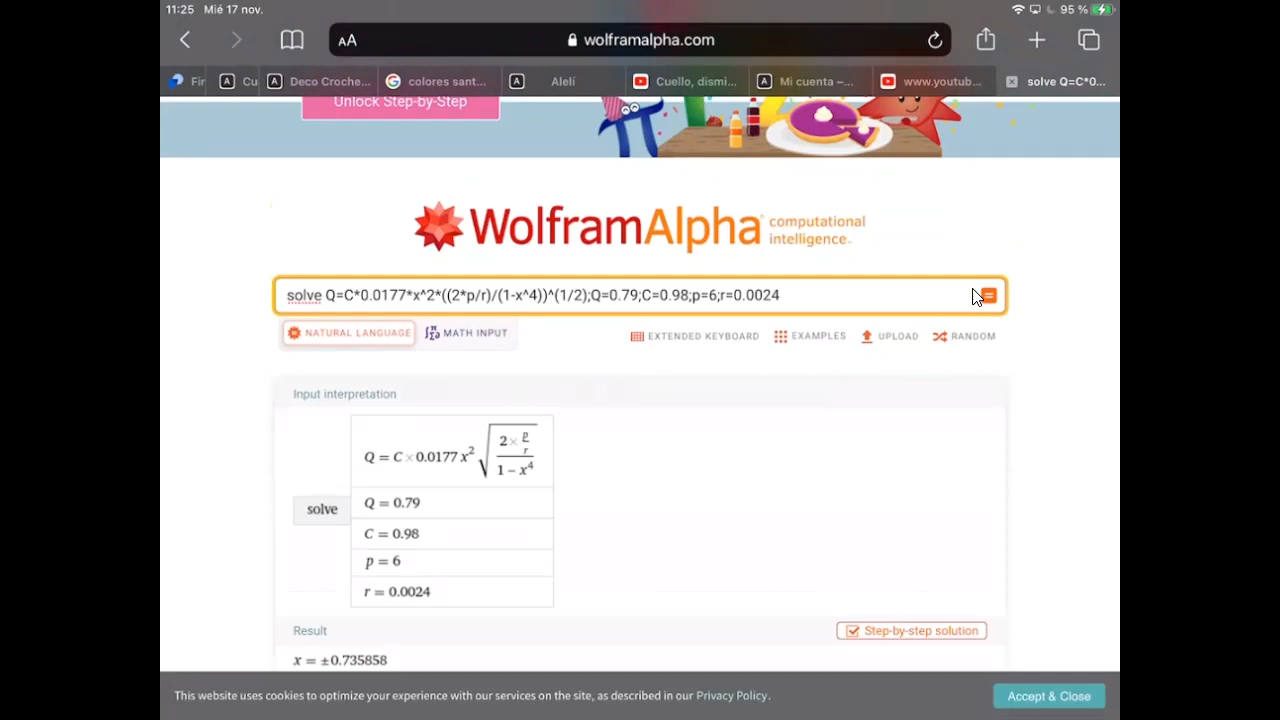 11:25 Mié 17 nov.
95 %
AA
wolframalpha.com
Fir
Cu
Deco Croche...
colores sant...
Alelí
Cuello, dismi...
Mi cuenta –...
www.youtub...
solve Q=C*0...
Unlock Step-by-Step
WolframAlpha computational intelligence.
solve Q=C*0.0177*x^2*((2*p/r)/(1-x^4))^(1/2);Q=0.79;C=0.98;p=6;r=0.0024
NATURAL LANGUAGE
MATH INPUT
EXTENDED KEYBOARD
EXAMPLES
UPLOAD
RANDOM
Input interpretation
solve
Q = C × 0.0177 x² √((2 × p/r)/(1 − x⁴))
Q = 0.79
C = 0.98
p = 6
r = 0.0024
Result
Step-by-step solution
x = ±0.735858
This website uses cookies to optimize your experience with our services on the site, as described in our Privacy Policy.
Accept & Close